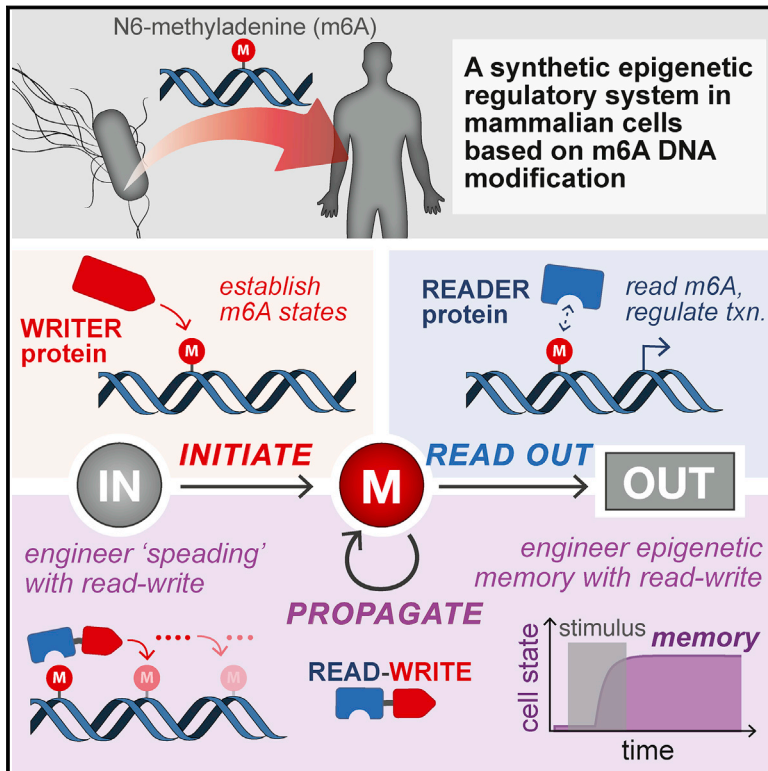 N6-methyladenine (m6A)
M
A synthetic epigenetic
regulatory system in
mammalian cells
based on m6A DNA
modification
WRITER
protein
establish
m6A states
M
READER
protein
read m6A,
regulate txn.
M
IN
INITIATE
M
READ OUT
OUT
PROPAGATE
engineer ‘speading’
with read-write
M
M
M
READ-WRITE
engineer epigenetic
memory with read-write
stimulus
memory
cell state
time